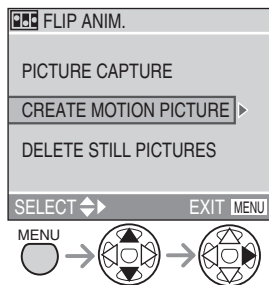 FLIP ANIM.
PICTURE CAPTURE
CREATE MOTION PICTURE
DELETE STILL PICTURES
SELECT EXIT MENU
MENU